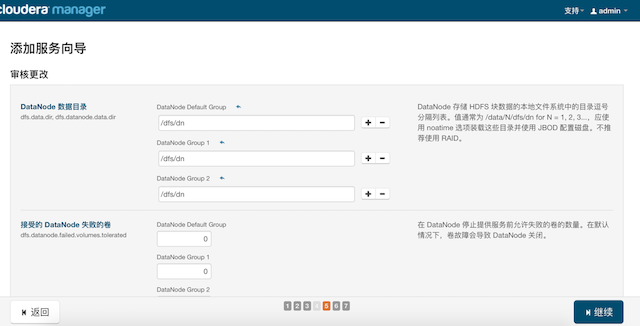 cloudera manager
支持 admin
添加服务向导
审核更改
DataNode 数据目录
dfs.data.dir, dfs.datanode.data.dir
DataNode Default Group
/dfs/dn
DataNode Group 1
/dfs/dn
DataNode Group 2
/dfs/dn
DataNode 存储 HDFS 块数据的本地文件系统中的目录逗号
分隔列表。值通常为 /data/N/dfs/dn for N = 1, 2, 3...，应使
用 noatime 选项装载这些目录并使用 JBOD 配置磁盘。不推
荐使用 RAID。
接受的 DataNode 失败的卷
dfs.datanode.failed.volumes.tolerated
DataNode Default Group
0
DataNode Group 1
0
DataNode Group 2
在 DataNode 停止提供服务前允许失败的卷的数量。在默认
情况下，卷故障会导致 DataNode 关闭。
返回
1 2 3 4 5 6 7
继续